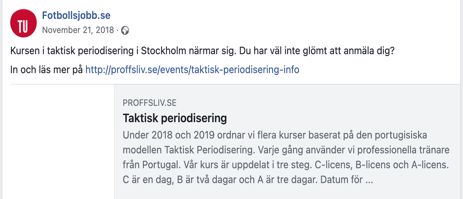 TU
Fotbollsjobb.se
November 21, 2018 ·
Kursen i taktisk periodisering i Stockholm närmar sig. Du har väl inte glömt att anmäla dig?
In och läs mer på http://proffsliv.se/events/taktisk-periodisering-info
PROFFSLIV.SE
Taktisk periodisering
Under 2018 och 2019 ordnar vi flera kurser baserat på den portugisiska
modellen Taktisk Periodisering. Varje gång använder vi professionella tränare
från Portugal. Vår kurs är uppdelat i tre steg. C-licens, B-licens och A-licens.
C är en dag, B är två dagar och A är tre dagar. Datum för ...